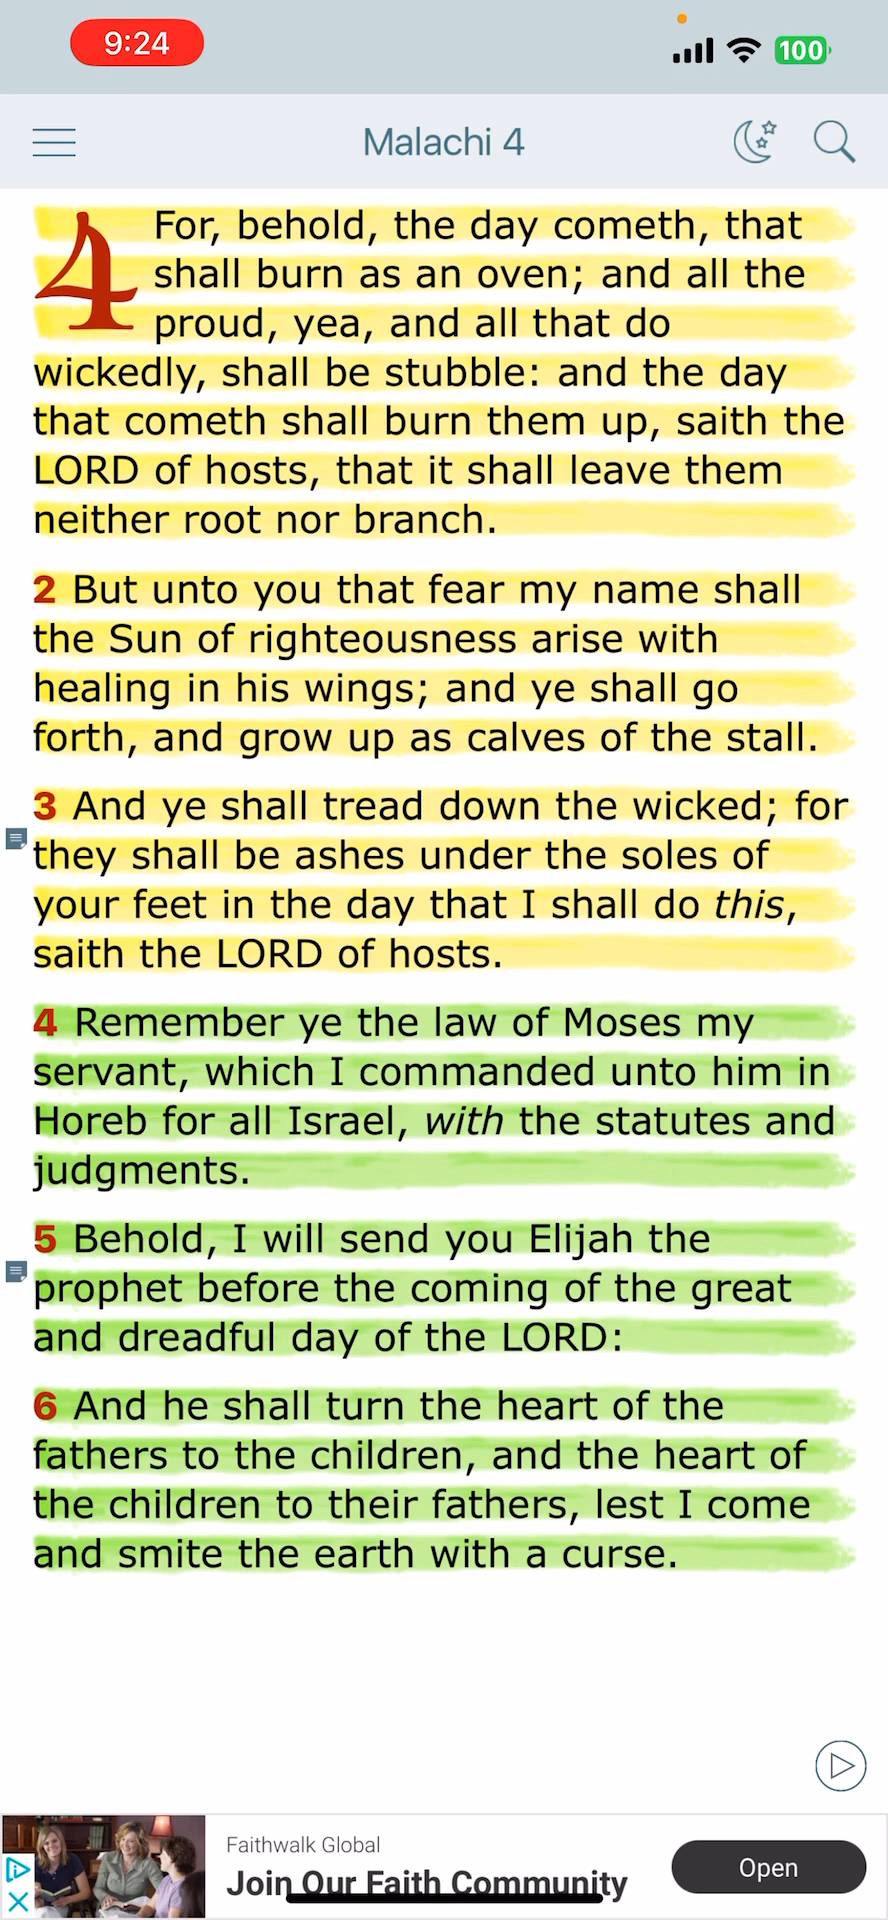 9:24
100
Malachi 4
4 For, behold, the day cometh, that
shall burn as an oven; and all the
proud, yea, and all that do
wickedly, shall be stubble: and the day
that cometh shall burn them up, saith the
LORD of hosts, that it shall leave them
neither root nor branch.
2 But unto you that fear my name shall
the Sun of righteousness arise with
healing in his wings; and ye shall go
forth, and grow up as calves of the stall.
3 And ye shall tread down the wicked; for
they shall be ashes under the soles of
your feet in the day that I shall do this,
saith the LORD of hosts.
4 Remember ye the law of Moses my
servant, which I commanded unto him in
Horeb for all Israel, with the statutes and
judgments.
5 Behold, I will send you Elijah the
prophet before the coming of the great
and dreadful day of the LORD:
6 And he shall turn the heart of the
fathers to the children, and the heart of
the children to their fathers, lest I come
and smite the earth with a curse.
Faithwalk Global
Join Our Faith Community
Open